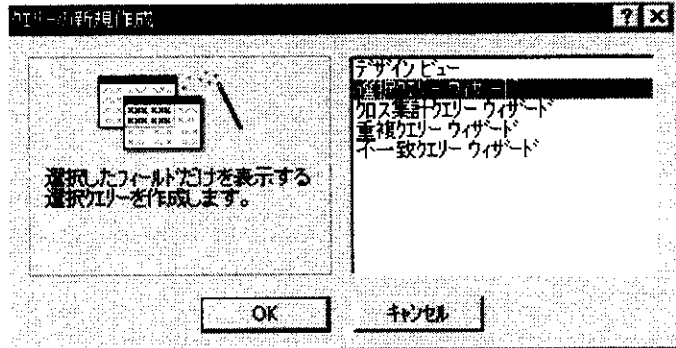 クエリーの新規作成
デザイン ビュー
選択クエリー ウィザード
クロス集計クエリー ウィザード
重複クエリー ウィザード
不一致クエリー ウィザード
選択したフィールドだけを表示する
選択クエリーを作成します。
OK
キャンセル